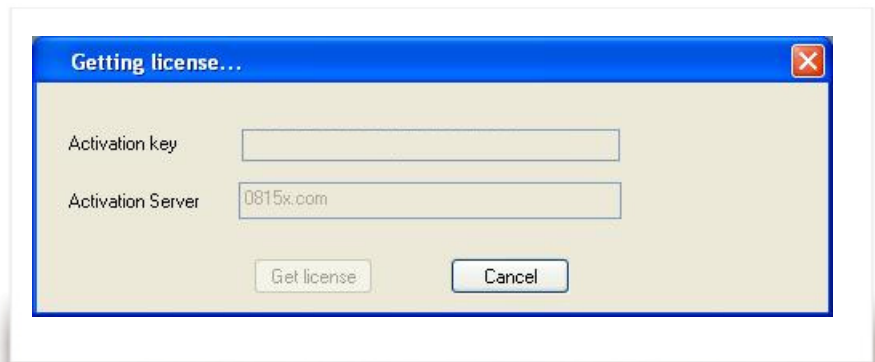 Getting license...
Activation key
Activation Server 0815x.com
Get license Cancel